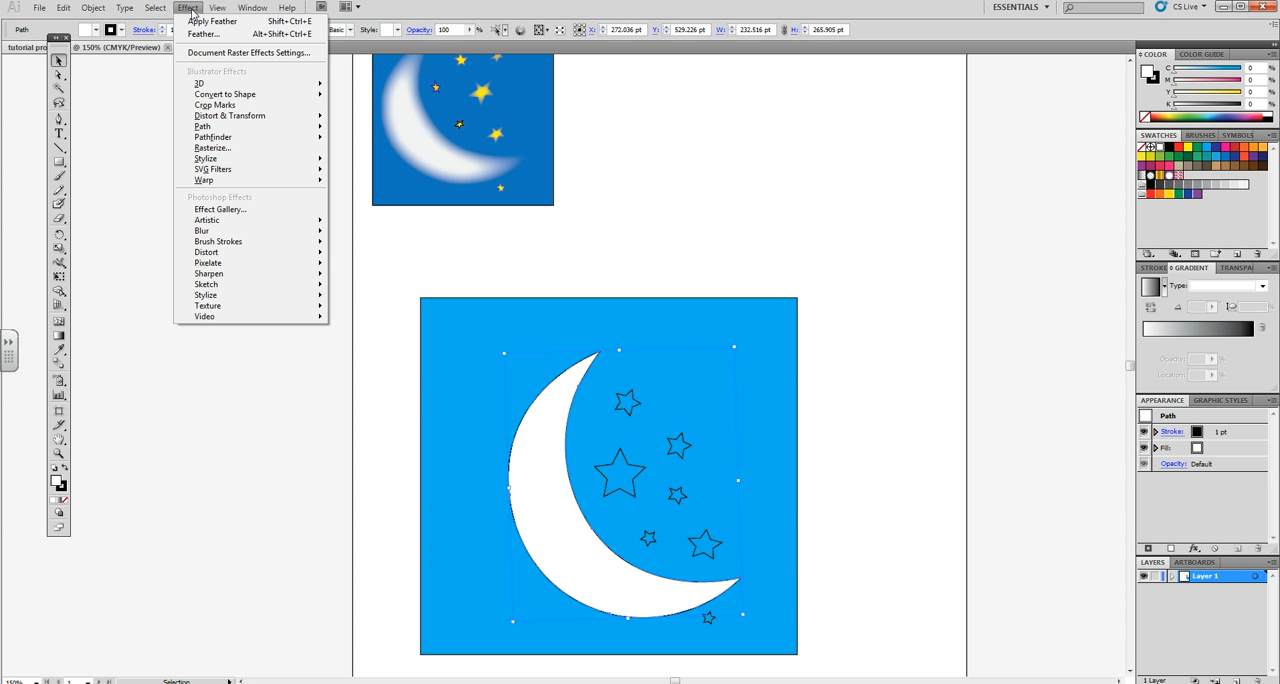 Ai File Edit Object Type Select Effect View Window Help Br ESSENTIALS CS Live
Path Stroke: Basic Style: Opacity: 100 % X: 272.036 pt Y: 529.226 pt W: 232.516 pt H: 265.905 pt
tutorial pro @ 150% (CMYK/Preview)
Apply Feather Shift+Ctrl+E
Feather... Alt+Shift+Ctrl+E
Document Raster Effects Settings...
Illustrator Effects
3D
Convert to Shape
Crop Marks
Distort & Transform
Path
Pathfinder
Rasterize...
Stylize
SVG Filters
Warp
Photoshop Effects
Effect Gallery...
Artistic
Blur
Brush Strokes
Distort
Pixelate
Sharpen
Sketch
Stylize
Texture
Video
COLOR COLOR GUIDE
C 0 %
M 0 %
Y 0 %
K 0 %
SWATCHES BRUSHES SYMBOLS
STROKE GRADIENT TRANSPA
Type:
%
Opacity: %
Location: %
APPEARANCE GRAPHIC STYLES
Path
Stroke: 1 pt
Fill:
Opacity: Default
fx
LAYERS ARTBOARDS
Layer 1
1 Layer
150% 1 Selection